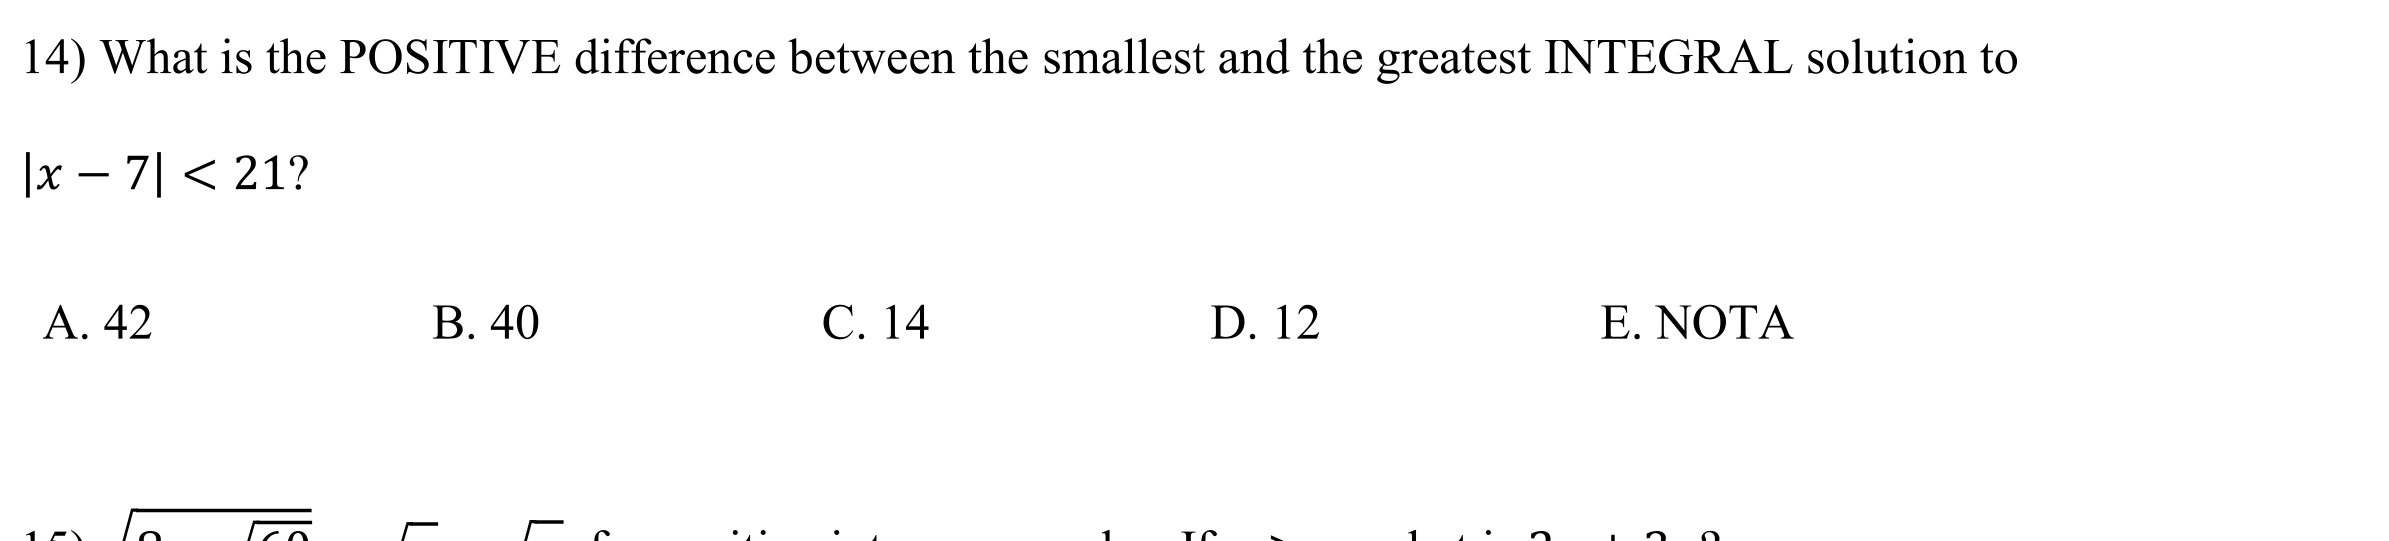 14) What is the POSITIVE difference between the smallest and the greatest INTEGRAL solution to
|x − 7| < 21?
A. 42 B. 40 C. 14 D. 12 E. NOTA